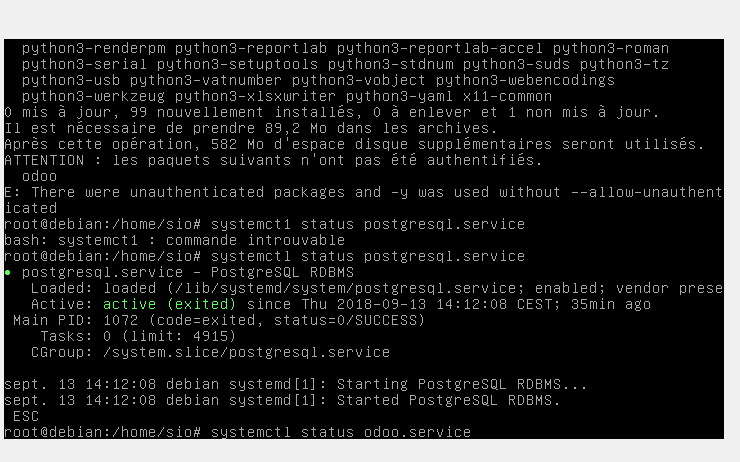 python3-renderpm python3-reportlab python3-reportlab-accel python3-roman
python3-serial python3-setuptools python3-stdnum python3-suds python3-tz
python3-usb python3-vatnumber python3-vobject python3-webencodings
python3-werkzeug python3-xlsxwriter python3-yaml x11-common
0 mis à jour, 99 nouvellement installés, 0 à enlever et 1 non mis à jour.
Il est nécessaire de prendre 89,2 Mo dans les archives.
Après cette opération, 582 Mo d'espace disque supplémentaires seront utilisés.
ATTENTION : les paquets suivants n'ont pas été authentifiés.
odoo
E: There were unauthenticated packages and -y was used without --allow-unauthent
icated
root@debian:/home/sio# systemct1 status postgresql.service
bash: systemct1 : commande introuvable
root@debian:/home/sio# systemctl status postgresql.service
● postgresql.service - PostgreSQL RDBMS
Loaded: loaded (/lib/systemd/system/postgresql.service; enabled; vendor prese
Active: active (exited) since Thu 2018-09-13 14:12:08 CEST; 35min ago
Main PID: 1072 (code=exited, status=0/SUCCESS)
Tasks: 0 (limit: 4915)
CGroup: /system.slice/postgresql.service
sept. 13 14:12:08 debian systemd[1]: Starting PostgreSQL RDBMS...
sept. 13 14:12:08 debian systemd[1]: Started PostgreSQL RDBMS.
ESC
root@debian:/home/sio# systemctl status odoo.service